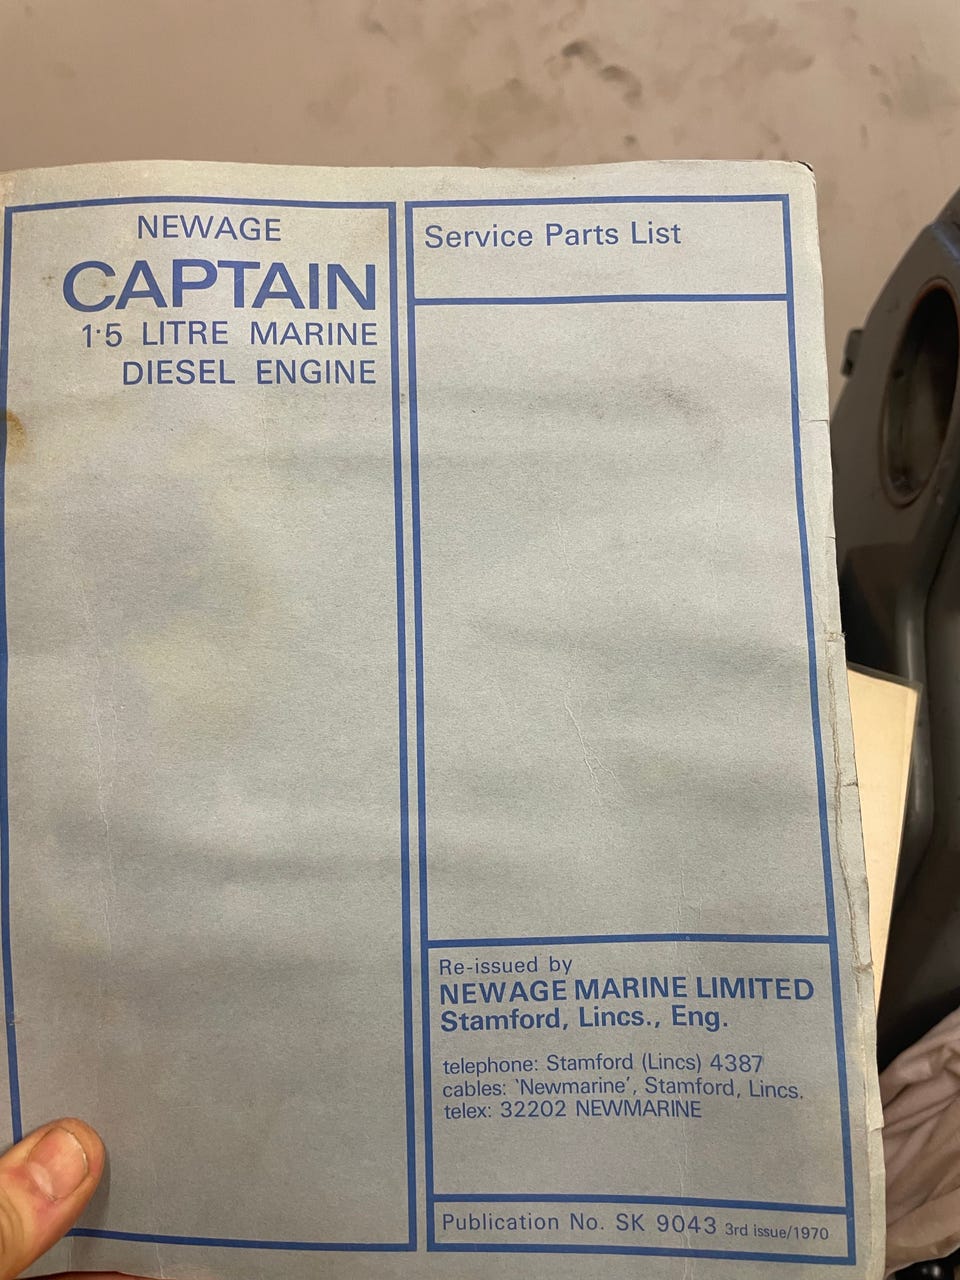 NEWAGE
CAPTAIN
1·5 LITRE MARINE
DIESEL ENGINE
Service Parts List
Re-issued by
NEWAGE MARINE LIMITED
Stamford, Lincs., Eng.
telephone: Stamford (Lincs) 4387
cables: 'Newmarine', Stamford, Lincs.
telex: 32202 NEWMARINE
Publication No. SK 9043 3rd issue/1970